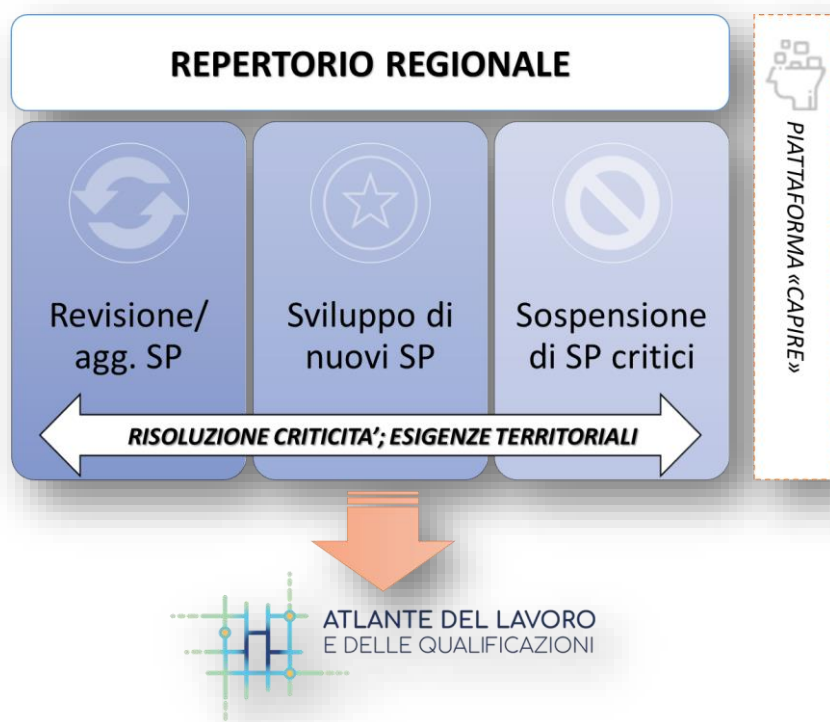 REPERTORIO REGIONALE
Revisione/
agg. SP
Sviluppo di
nuovi SP
Sospensione
di SP critici
RISOLUZIONE CRITICITA’; ESIGENZE TERRITORIALI
PIATTAFORMA «CAPIRE»
ATLANTE DEL LAVORO
E DELLE QUALIFICAZIONI